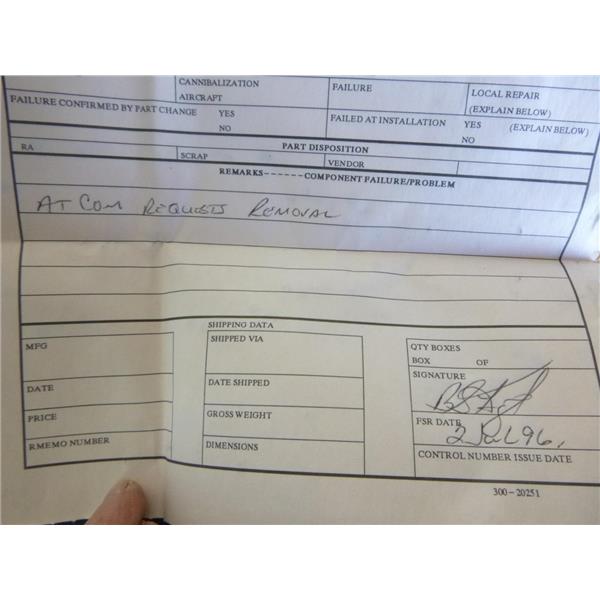 CANNIBALIZATION
AIRCRAFT
FAILURE
LOCAL REPAIR
(EXPLAIN BELOW)
FAILURE CONFIRMED BY PART CHANGE YES
NO
FAILED AT INSTALLATION YES (EXPLAIN BELOW)
NO
PART DISPOSITION
RA
SCRAP
VENDOR
REMARKS------COMPONENT FAILURE/PROBLEM
AT COM REQUESTS REMOVAL
SHIPPING DATA
MFG
SHIPPED VIA
QTY BOXES
BOX OF
SIGNATURE
DATE
DATE SHIPPED
PRICE
GROSS WEIGHT
FSR DATE
2 Jul 96
RMEMO NUMBER
DIMENSIONS
CONTROL NUMBER ISSUE DATE
300-20251